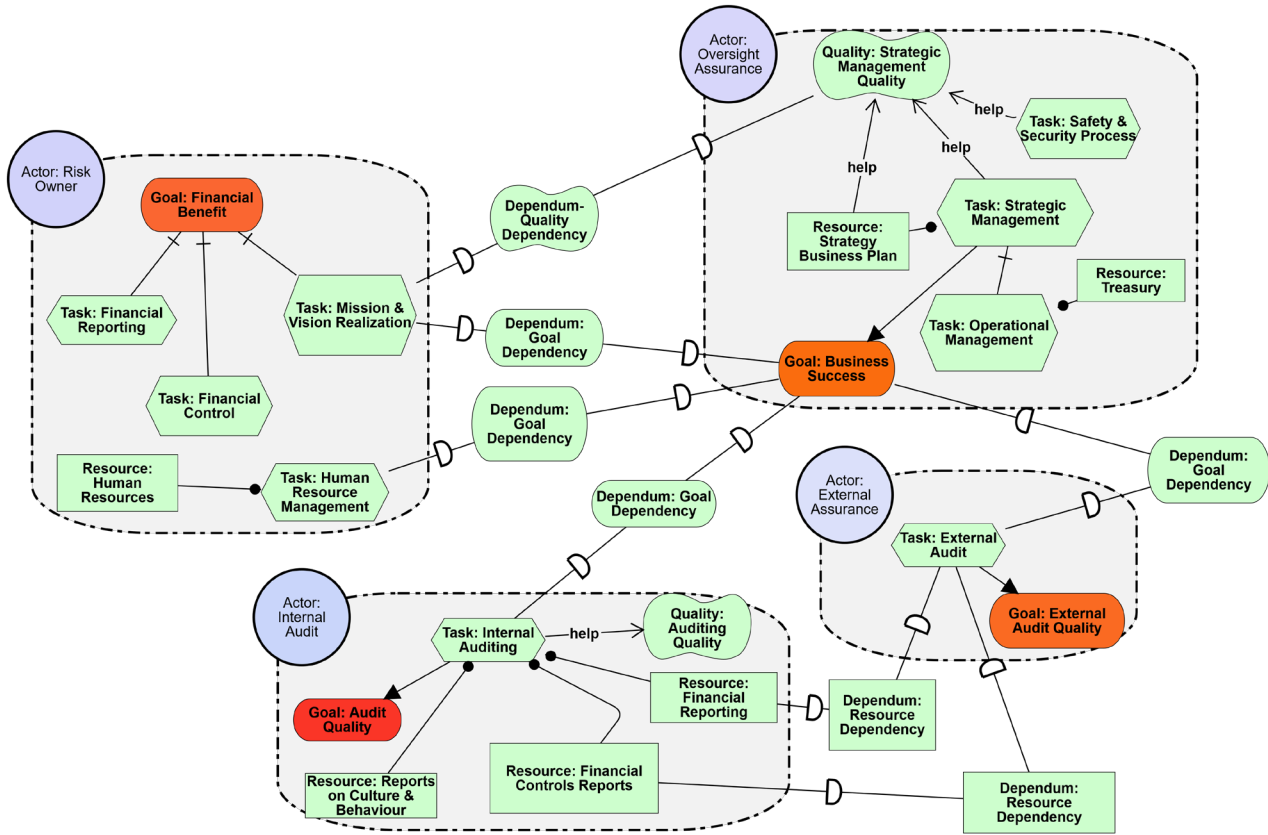 Actor:
Oversight
Assurance
Quality: Strategic
Management
Quality
help
Task: Safety &
Security Process
help
help
Task: Strategic
Management
Resource:
Strategy
Business Plan
Resource:
Treasury
Task: Operational
Management
Goal: Business
Success
Actor: Risk
Owner
Goal: Financial
Benefit
Task: Financial
Reporting
Task: Mission &
Vision Realization
Task: Financial
Control
Resource:
Human
Resources
Task: Human
Resource
Management
Dependum-
Quality
Dependency
Dependum:
Goal
Dependency
Dependum:
Goal
Dependency
Dependum: Goal
Dependency
Dependum:
Goal
Dependency
Actor:
External
Assurance
Task: External
Audit
Goal: External
Audit Quality
Actor:
Internal
Audit
Task: Internal
Auditing
help
Quality:
Auditing
Quality
Goal: Audit
Quality
Resource:
Financial
Reporting
Resource: Reports
on Culture &
Behaviour
Resource: Financial
Controls Reports
Dependum:
Resource
Dependency
Dependum:
Resource
Dependency